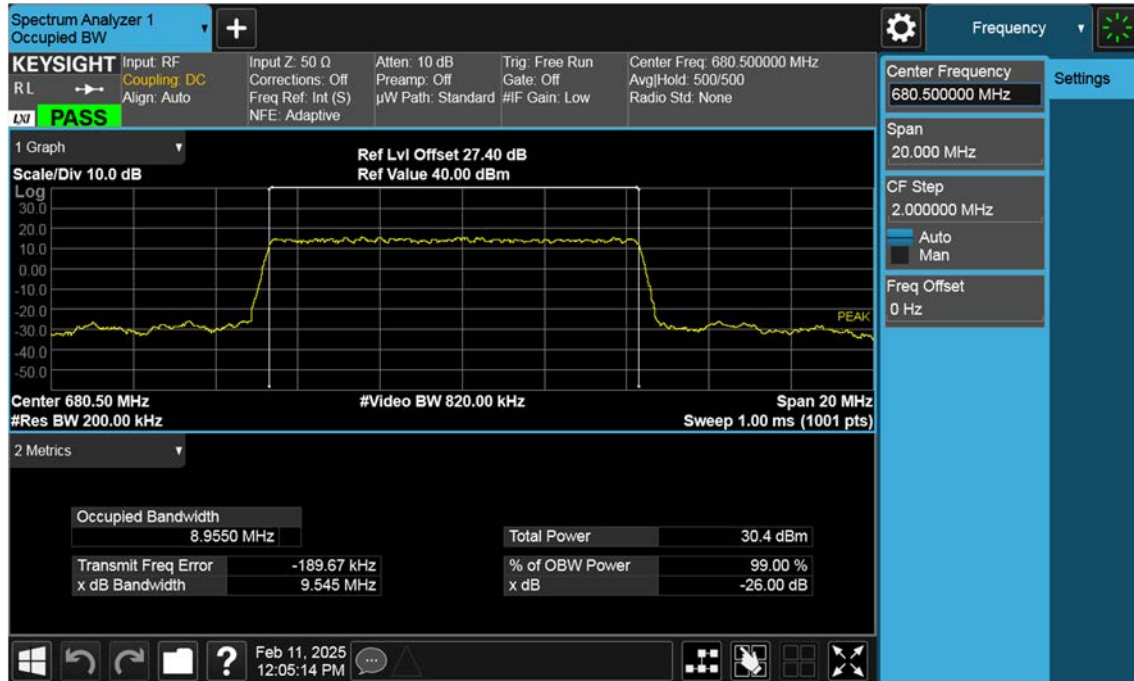 Spectrum Analyzer 1
Occupied BW
+
Frequency
KEYSIGHT
R L
LXI
PASS
Input: RF
Coupling: DC
Align: Auto
Input Z: 50 Ω
Corrections: Off
Freq Ref: Int (S)
NFE: Adaptive
Atten: 10 dB
Preamp: Off
µW Path: Standard
Trig: Free Run
Gate: Off
#IF Gain: Low
Center Freq: 680.500000 MHz
Avg|Hold: 500/500
Radio Std: None
Center Frequency
680.500000 MHz
Settings
Span
20.000 MHz
CF Step
2.000000 MHz
Auto
Man
Freq Offset
0 Hz
1 Graph
Scale/Div 10.0 dB
Ref Lvl Offset 27.40 dB
Ref Value 40.00 dBm
Log
30.0
20.0
10.0
0.00
-10.0
-20.0
-30.0
-40.0
-50.0
PEAK
Center 680.50 MHz
#Video BW 820.00 kHz
Span 20 MHz
#Res BW 200.00 kHz
Sweep 1.00 ms (1001 pts)
2 Metrics
Occupied Bandwidth
8.9550 MHz
Total Power 30.4 dBm
Transmit Freq Error -189.67 kHz
% of OBW Power 99.00 %
x dB Bandwidth 9.545 MHz
x dB -26.00 dB
?
Feb 11, 2025
12:05:14 PM